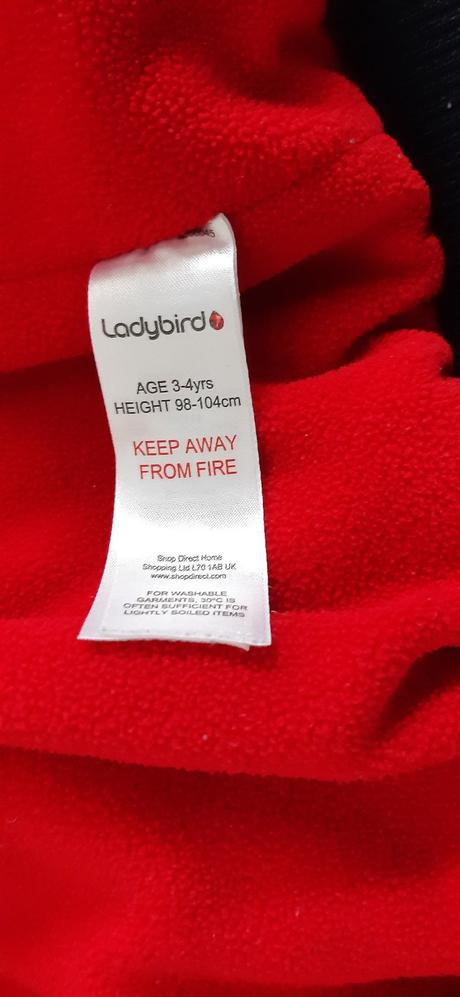 Ladybird
AGE 3-4yrs
HEIGHT 98-104cm
KEEP AWAY
FROM FIRE
Shop Direct Home
Shopping Ltd L70 1AB UK
www.shopdirect.com
FOR WASHABLE
GARMENTS, 30°C IS
OFTEN SUFFICIENT FOR
LIGHTLY SOILED ITEMS